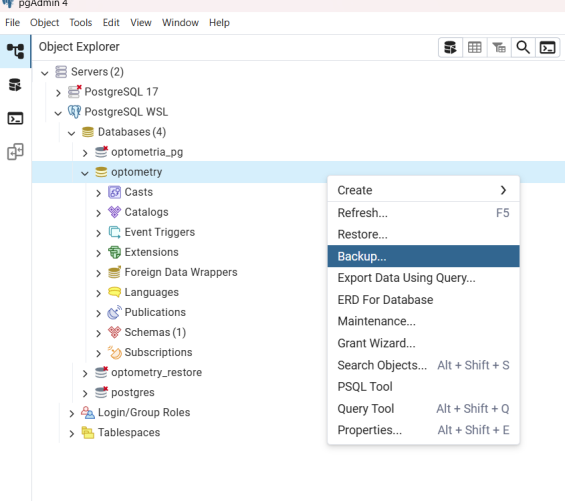 pgAdmin 4
File Object Tools Edit View Window Help
Object Explorer
Servers (2)
PostgreSQL 17
PostgreSQL WSL
Databases (4)
optometria_pg
optometry
Casts
Catalogs
Event Triggers
Extensions
Foreign Data Wrappers
Languages
Publications
Schemas (1)
Subscriptions
optometry_restore
postgres
Login/Group Roles
Tablespaces
Create
Refresh... F5
Restore...
Backup...
Export Data Using Query...
ERD For Database
Maintenance...
Grant Wizard...
Search Objects... Alt + Shift + S
PSQL Tool
Query Tool Alt + Shift + Q
Properties... Alt + Shift + E